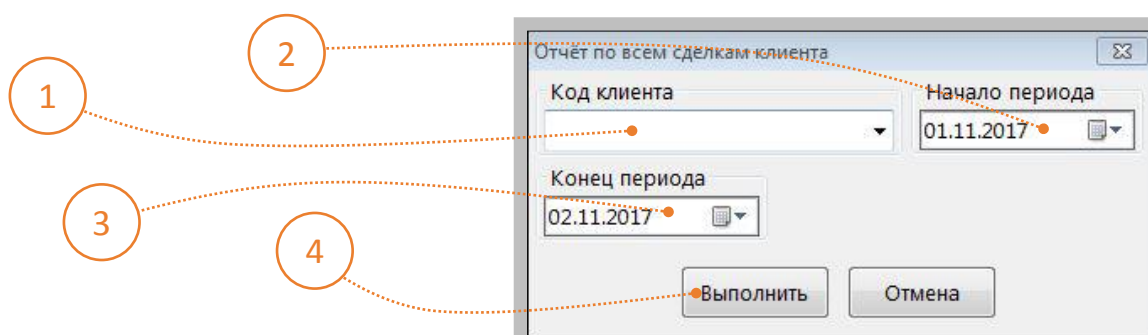 1
2
3
4
Отчёт по всем сделкам клиента
Код клиента
Начало периода
01.11.2017
Конец периода
02.11.2017
Выполнить
Отмена